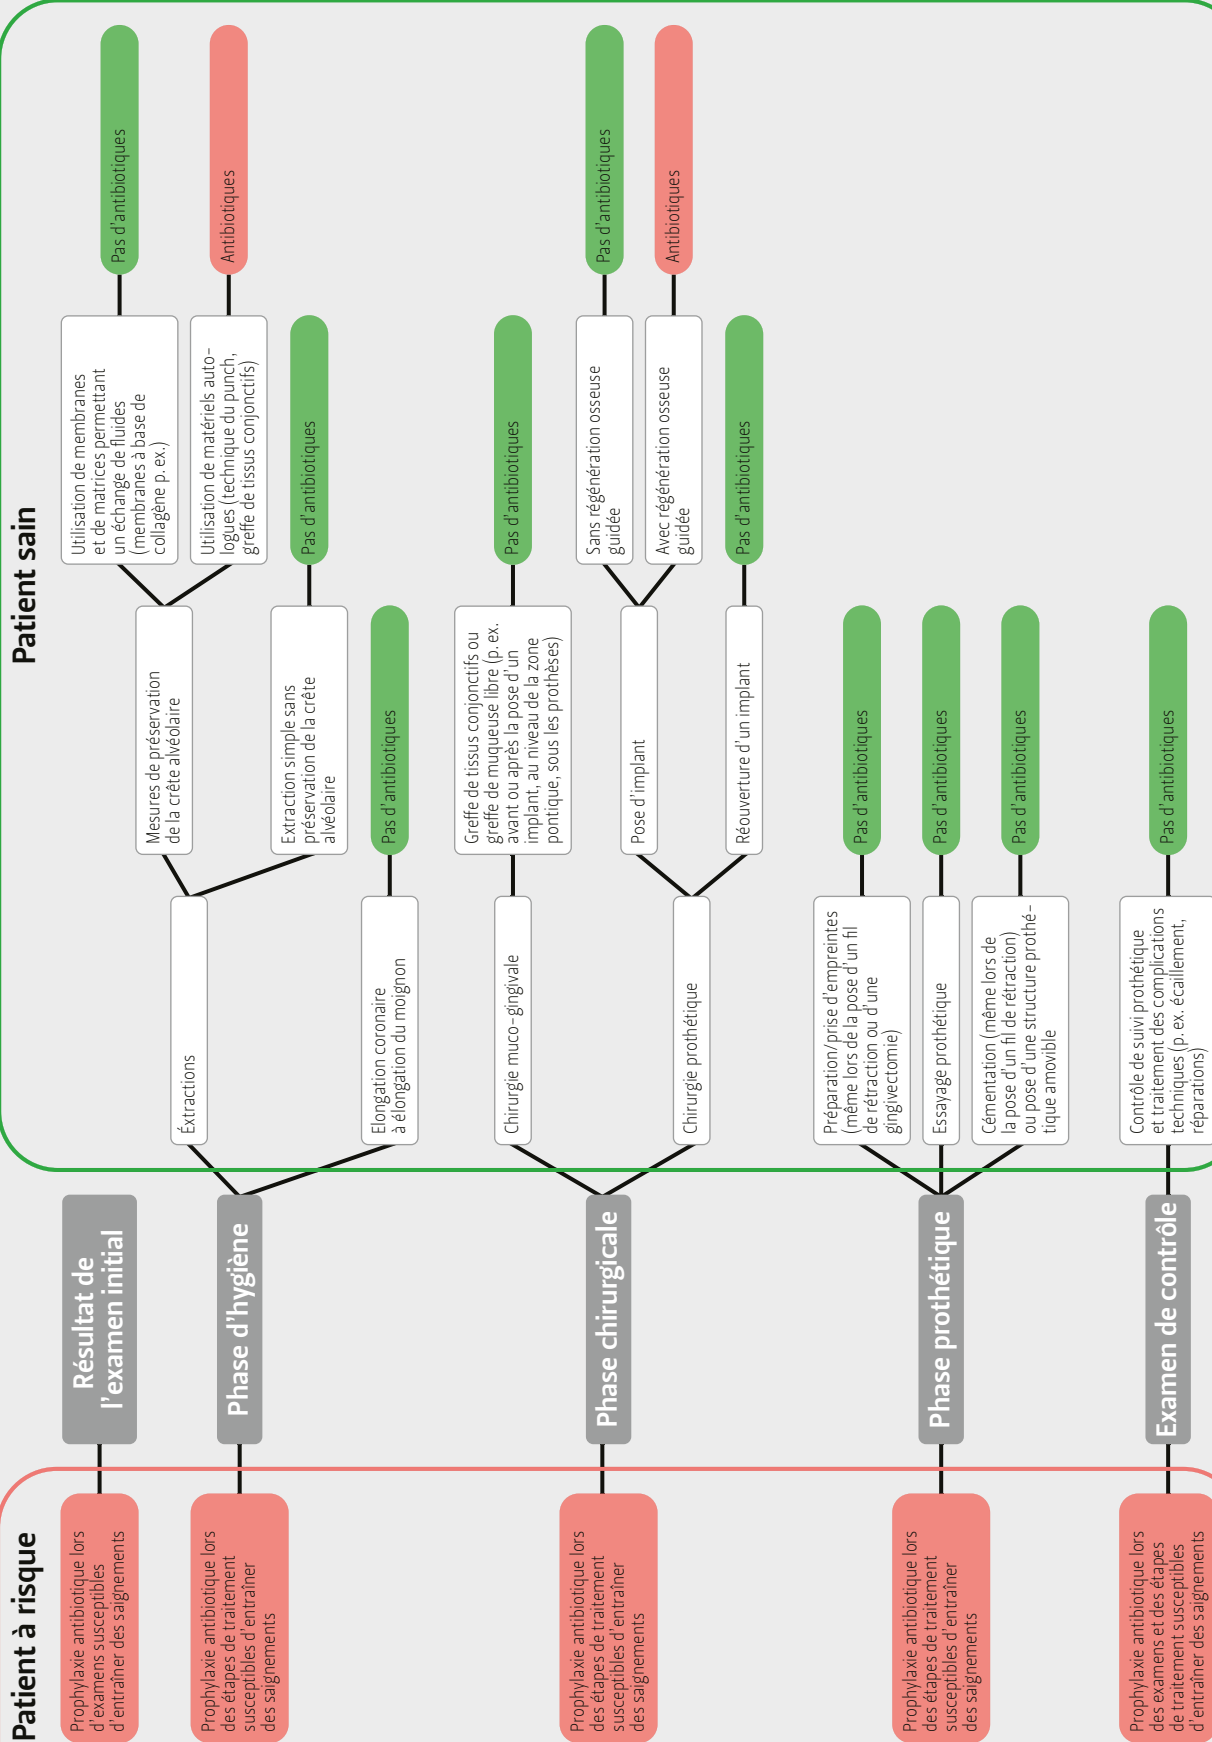 Patient à risque
Patient sain
Prophylaxie antibiotique lors
d'examens susceptibles
d'entraîner des saignements
Résultat de
l'examen initial
Prophylaxie antibiotique lors
des étapes de traitement
susceptibles d'entraîner
des saignements
Phase d'hygiène
Éxtractions
Mesures de préservation
de la crête alvéolaire
Utilisation de membranes
et de matrices permettant
un échange de fluides
(membranes à base de
collagène p. ex.)
Pas d'antibiotiques
Utilisation de matériels auto-
logues (technique du punch,
greffe de tissus conjonctifs)
Antibiotiques
Extraction simple sans
préservation de la crête
alvéolaire
Pas d'antibiotiques
Elongation coronaire
à élongation du moignon
Pas d'antibiotiques
Prophylaxie antibiotique lors
des étapes de traitement
susceptibles d'entraîner
des saignements
Phase chirurgicale
Chirurgie muco-gingivale
Greffe de tissus conjonctifs ou
greffe de muqueuse libre (p. ex.
avant ou après la pose d'un
implant, au niveau de la zone
pontique, sous les prothèses)
Pas d'antibiotiques
Chirurgie prothétique
Pose d'implant
Sans régénération osseuse
guidée
Pas d'antibiotiques
Avec régénération osseuse
guidée
Antibiotiques
Réouverture d'un implant
Pas d'antibiotiques
Prophylaxie antibiotique lors
des étapes de traitement
susceptibles d'entraîner
des saignements
Phase prothétique
Préparation/prise d'empreintes
(même lors de la pose d'un fil
de rétraction ou d'une
gingivectomie)
Pas d'antibiotiques
Essayage prothétique
Pas d'antibiotiques
Cémentation (même lors de
la pose d'un fil de rétraction)
ou pose d'une structure prothé-
tique amovible
Pas d'antibiotiques
Prophylaxie antibiotique lors
des examens et des étapes
de traitement susceptibles
d'entraîner des saignements
Examen de contrôle
Contrôle de suivi prothétique
et traitement des complications
techniques (p. ex. écaillement,
réparations)
Pas d'antibiotiques